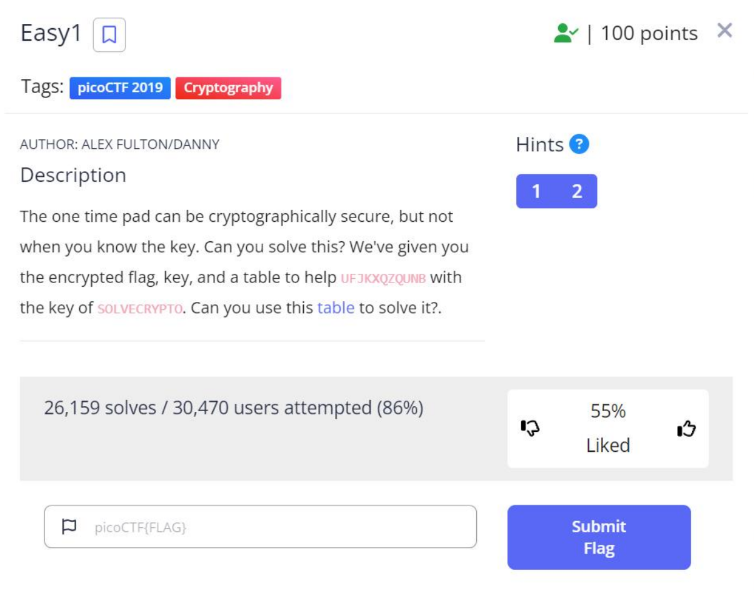 Easy1
| 100 points
Tags: picoCTF 2019 Cryptography
AUTHOR: ALEX FULTON/DANNY
Description
The one time pad can be cryptographically secure, but not
when you know the key. Can you solve this? We've given you
the encrypted flag, key, and a table to help UFJKXQZQUNB with
the key of SOLVECRYPTO. Can you use this table to solve it?.
Hints ?
1 2
26,159 solves / 30,470 users attempted (86%)
55%
Liked
picoCTF{FLAG}
Submit
Flag